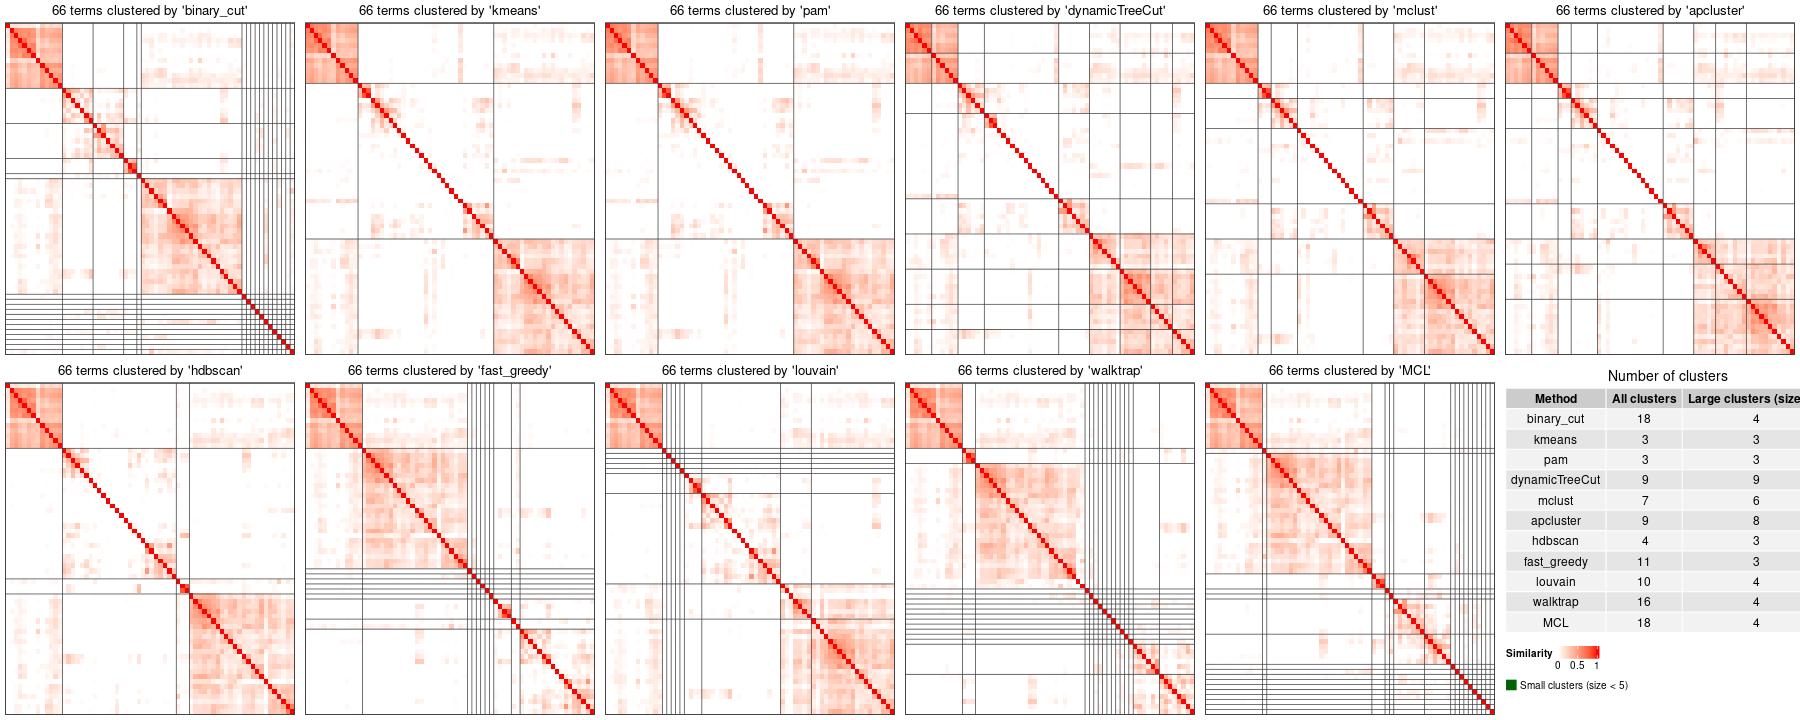 66 terms clustered by 'binary_cut'
66 terms clustered by 'kmeans'
66 terms clustered by 'pam'
66 terms clustered by 'dynamicTreeCut'
66 terms clustered by 'mclust'
66 terms clustered by 'apcluster'
66 terms clustered by 'hdbscan'
66 terms clustered by 'fast_greedy'
66 terms clustered by 'louvain'
66 terms clustered by 'walktrap'
66 terms clustered by 'MCL'
Number of clusters
Method All clusters Large clusters (size
binary_cut 18 4
kmeans 3 3
pam 3 3
dynamicTreeCut 9 9
mclust 7 6
apcluster 9 8
hdbscan 4 3
fast_greedy 11 3
louvain 10 4
walktrap 16 4
MCL 18 4
Similarity
0 0.5 1
Small clusters (size < 5)